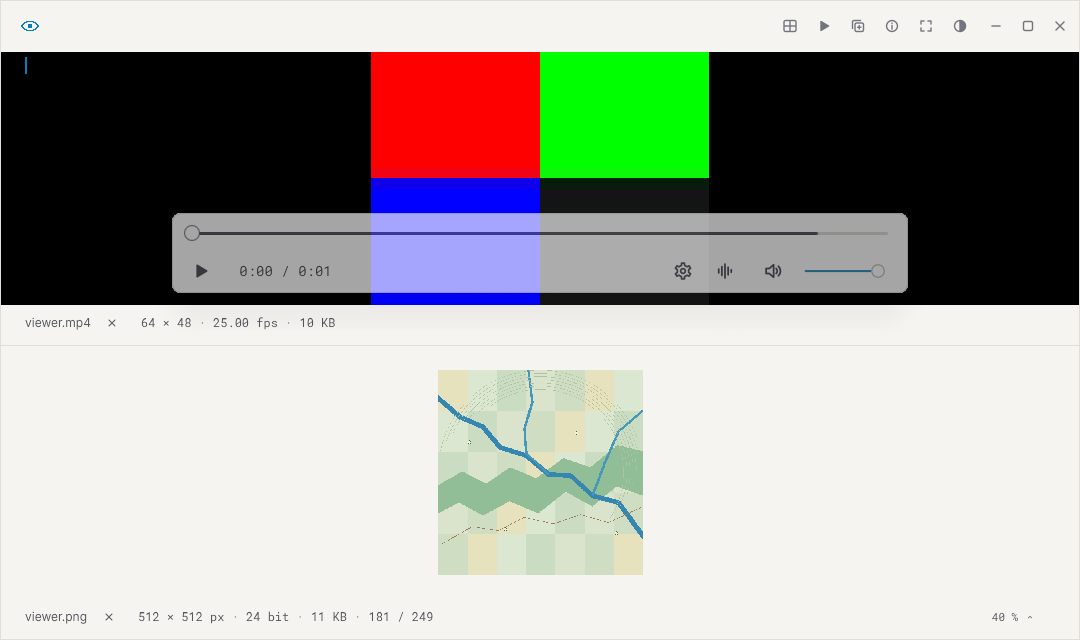 0:00 / 0:01
viewer.mp4 × 64 × 48 · 25.00 fps · 10 KB
viewer.png × 512 × 512 px · 24 bit · 11 KB · 181 / 249 40 %